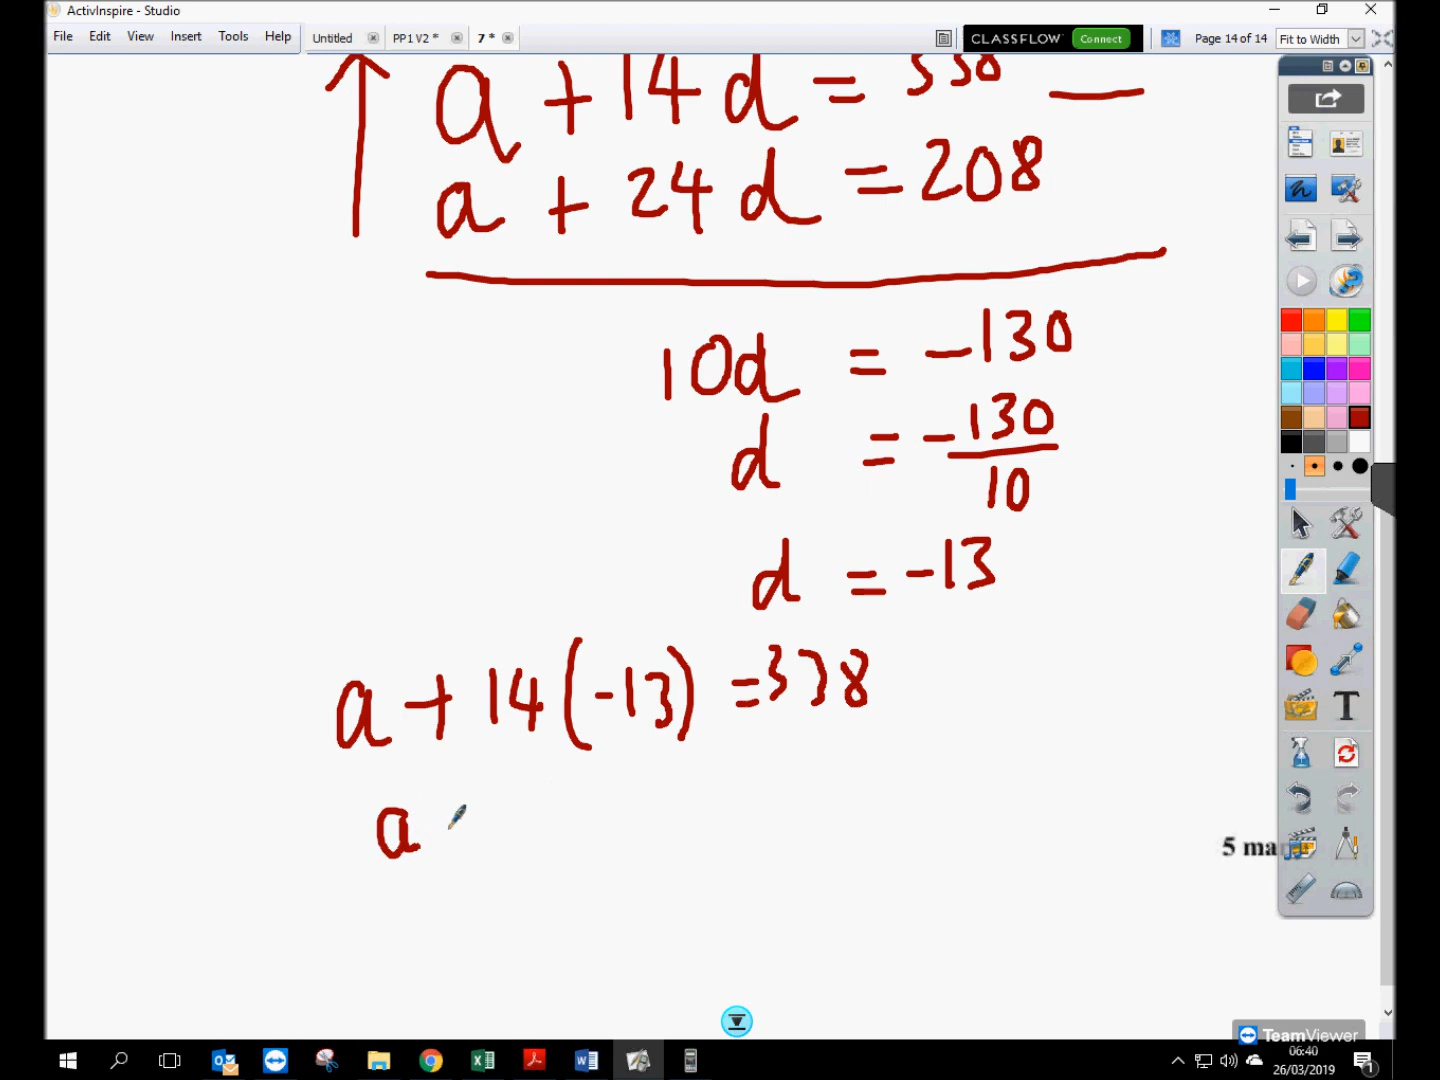 ActivInspire - Studio
File Edit View Insert Tools Help
Untitled PP1 V2 * 7 *
CLASSFLOW Connect
Page 14 of 14 Fit to Width
a + 14d = 338
a + 24d = 208
10d = -130
d = -130
10
d = -13
a + 14(-13) = 338
a
5 ma
T
TeamViewer
06:40
26/03/2019